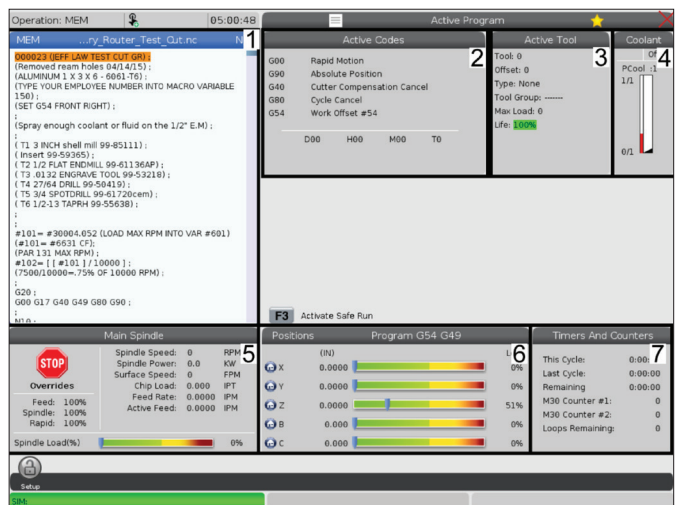 Operation: MEM
05:00:48
Active Program
MEM ...ry_Router_Test_Cut.nc N
1
O00023 (JEFF LAW TEST CUT GR) ;
(Removed ream holes 04/14/15) ;
(ALUMINUM 1 X 3 X 6 - 6061-T6) ;
(TYPE YOUR EMPLOYEE NUMBER INTO MACRO VARIABLE
150) ;
(SET G54 FRONT RIGHT) ;
;
(Spray enough coolant or fluid on the 1/2" E.M) ;
;
( T1 3 INCH shell mill 99-85111) ;
( Insert 99-59365) ;
( T2 1/2 FLAT ENDMILL 99-61136AP) ;
( T3 .0132 ENGRAVE TOOL 99-53218) ;
( T4 27/64 DRILL 99-50419) ;
( T5 3/4 SPOTDRILL 99-61720cem) ;
( T6 1/2-13 TAPRH 99-55638) ;
;
;
#101= #30004.052 (LOAD MAX RPM INTO VAR #601)
(#101= #6631 CF);
(PAR 131 MAX RPM) ;
#102= [ [ #101 ] / 10000 ] ;
(7500/10000=.75% OF 10000 RPM) ;
;
G20 ;
G00 G17 G40 G49 G80 G90 ;
;
N10 ;
Active Codes
2
G00 Rapid Motion
G90 Absolute Position
G40 Cutter Compensation Cancel
G80 Cycle Cancel
G54 Work Offset #54
D00 H00 M00 T0
Active Tool
3
Tool: 0
Offset: 0
Type: None
Tool Group: -------
Max Load: 0
Life: 100%
Coolant
4
PCool :1
1/1
0/1
F3 Activate Safe Run
Main Spindle
5
STOP
Overrides
Feed: 100%
Spindle: 100%
Rapid: 100%
Spindle Speed: 0 RPM
Spindle Power: 0.0 KW
Surface Speed: 0 FPM
Chip Load: 0.000 IPT
Feed Rate: 0.0000 IPM
Active Feed: 0.0000 IPM
Spindle Load(%) 0%
Positions Program G54 G49
6
(IN)
X 0.0000 0%
Y 0.0000 0%
Z 0.0000 51%
B 0.000 0%
C 0.000 0%
Timers And Counters
7
This Cycle: 0:00:
Last Cycle: 0:00:00
Remaining 0:00:00
M30 Counter #1: 0
M30 Counter #2: 0
Loops Remaining: 0
Setup
SIM: